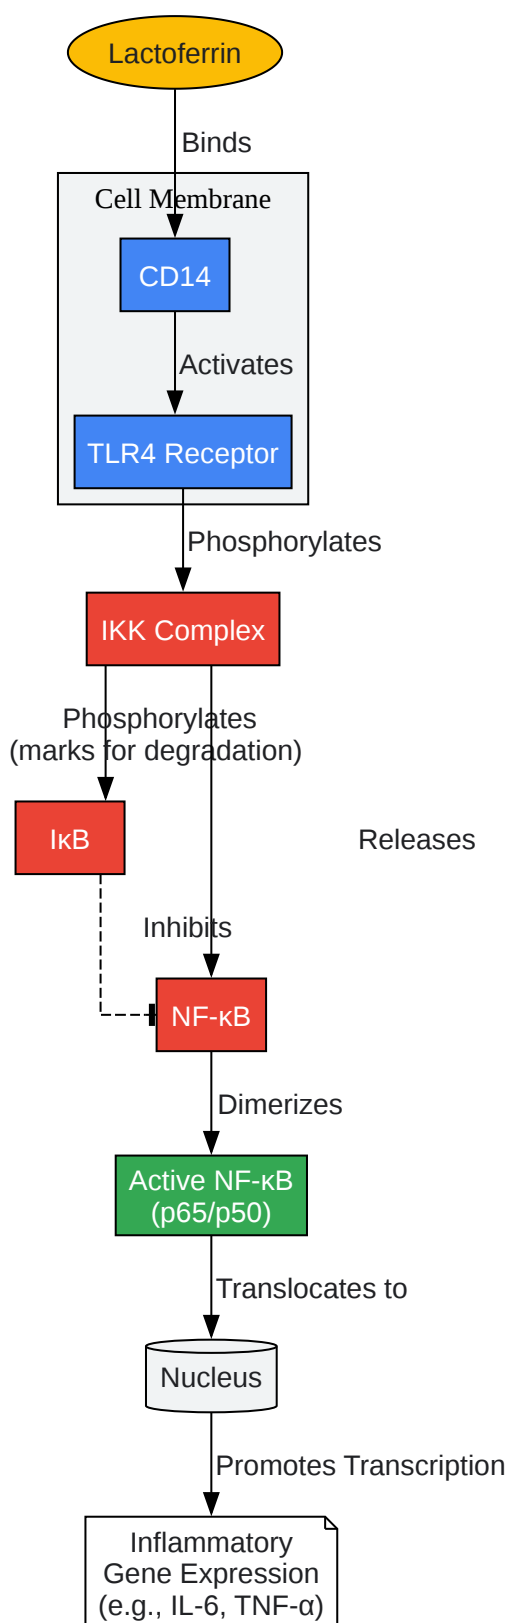 Lactoferrin
Binds
Cell Membrane
CD14
Activates
TLR4 Receptor
Phosphorylates
IKK Complex
Phosphorylates
(marks for degradation)
IκB
Releases
Inhibits
NF-κB
Dimerizes
Active NF-κB
(p65/p50)
Translocates to
Nucleus
Promotes Transcription
Inflammatory
Gene Expression
(e.g., IL-6, TNF-α)